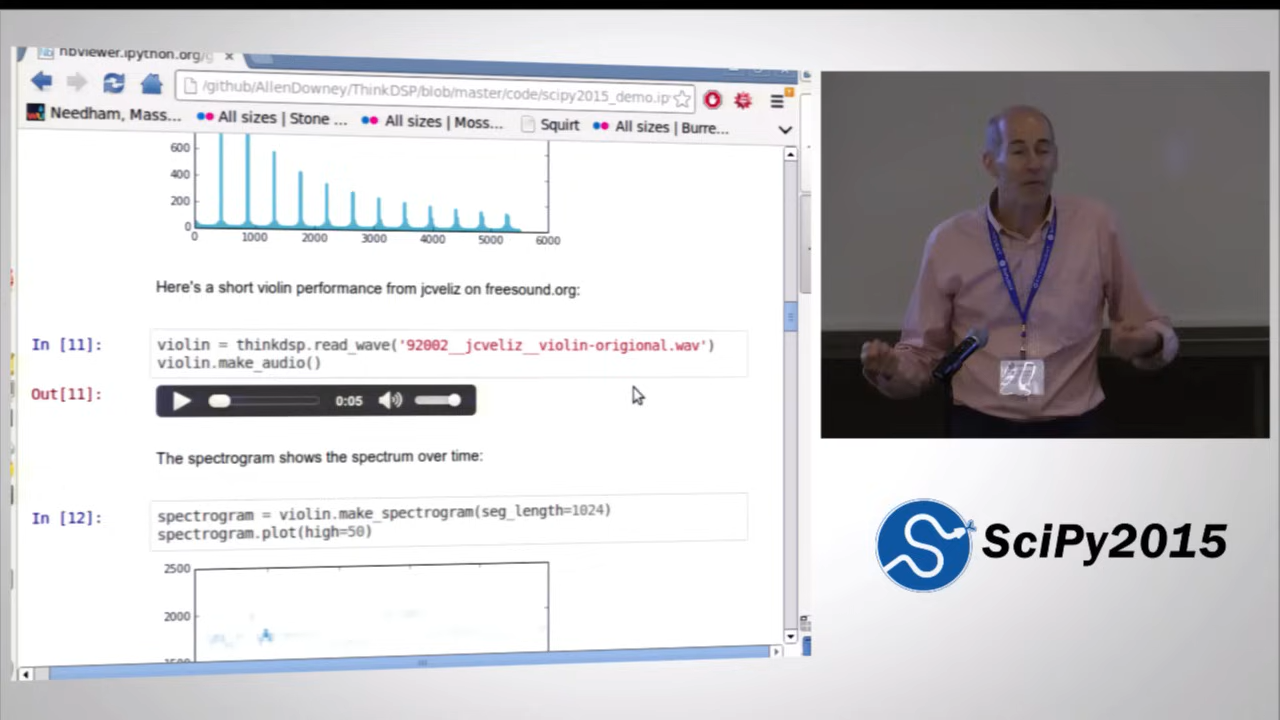 nbviewer.ipython.org/g
/github/AllenDowney/ThinkDSP/blob/master/code/scipy2015_demo.ip
Needham, Mass... All sizes | Stone ... All sizes | Moss... Squirt All sizes | Burre...
600
400
200
0
0 1000 2000 3000 4000 5000 6000
Here's a short violin performance from jcveliz on freesound.org:
In [11]: violin = thinkdsp.read_wave('92002__jcveliz__violin-origional.wav')
violin.make_audio()
Out[11]: 0:05
The spectrogram shows the spectrum over time:
In [12]: spectrogram = violin.make_spectrogram(seg_length=1024)
spectrogram.plot(high=50)
2500
2000
1500
SciPy2015